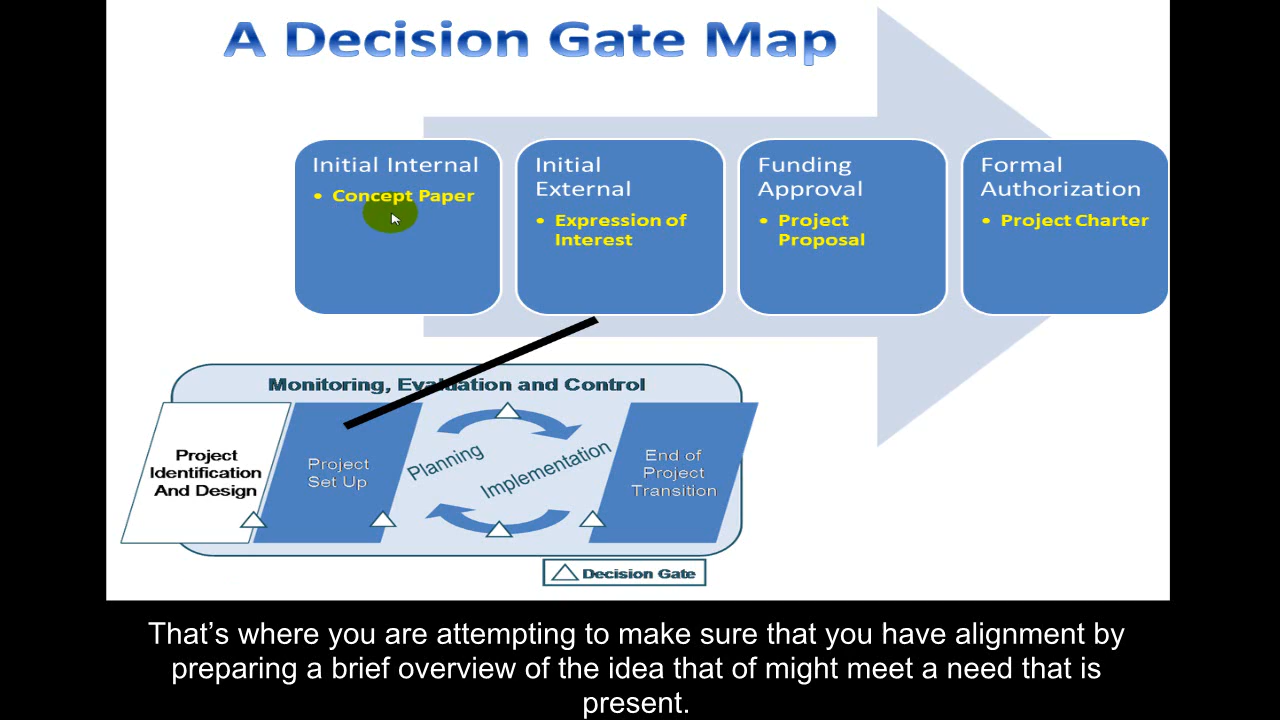 A Decision Gate Map
Initial Internal
• Concept Paper
Initial
External
• Expression of
Interest
Funding
Approval
• Project
Proposal
Formal
Authorization
• Project Charter
Monitoring, Evaluation and Control
Project
Identification
And Design
Project
Set Up
Planning
Implementation
End of
Project
Transition
Decision Gate
That’s where you are attempting to make sure that you have alignment by
preparing a brief overview of the idea that of might meet a need that is
present.